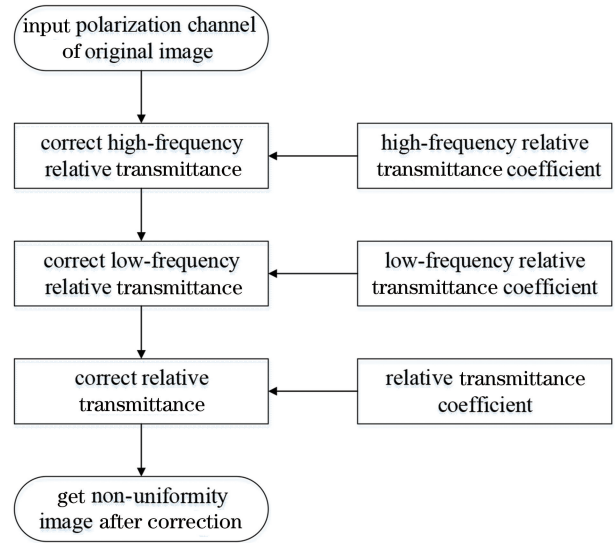 input polarization channel
of original image
correct high-frequency
relative transmittance
high-frequency relative
transmittance coefficient
correct low-frequency
relative transmittance
low-frequency relative
transmittance coefficient
correct relative
transmittance
relative transmittance
coefficient
get non-uniformity
image after correction